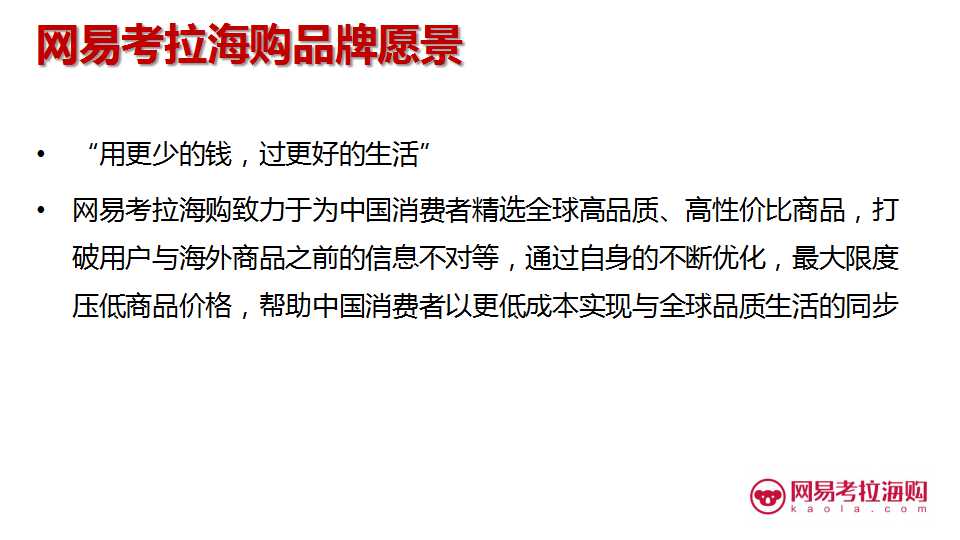 网易考拉海购品牌愿景
• “用更少的钱，过更好的生活”
• 网易考拉海购致力于为中国消费者精选全球高品质、高性价比商品，打
破用户与海外商品之前的信息不对等，通过自身的不断优化，最大限度
压低商品价格，帮助中国消费者以更低成本实现与全球品质生活的同步
网易考拉海购
kaola.com